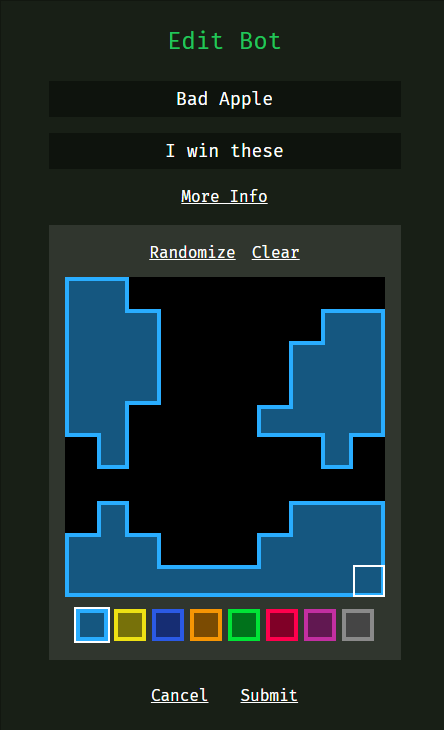 Edit Bot
Bad Apple
I win these
More Info
Randomize Clear
Cancel Submit